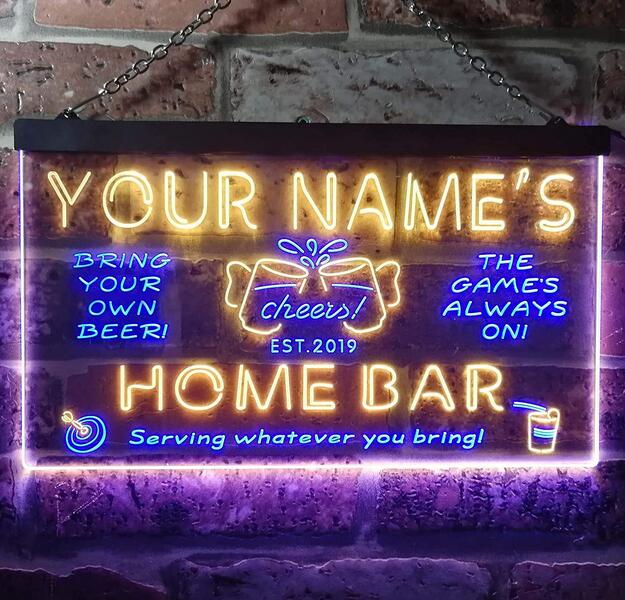 YOUR NAME'S
BRING
YOUR
OWN
BEER!
cheers!
EST.2019
THE
GAME'S
ALWAYS
ON!
HOME BAR
Serving whatever you bring!